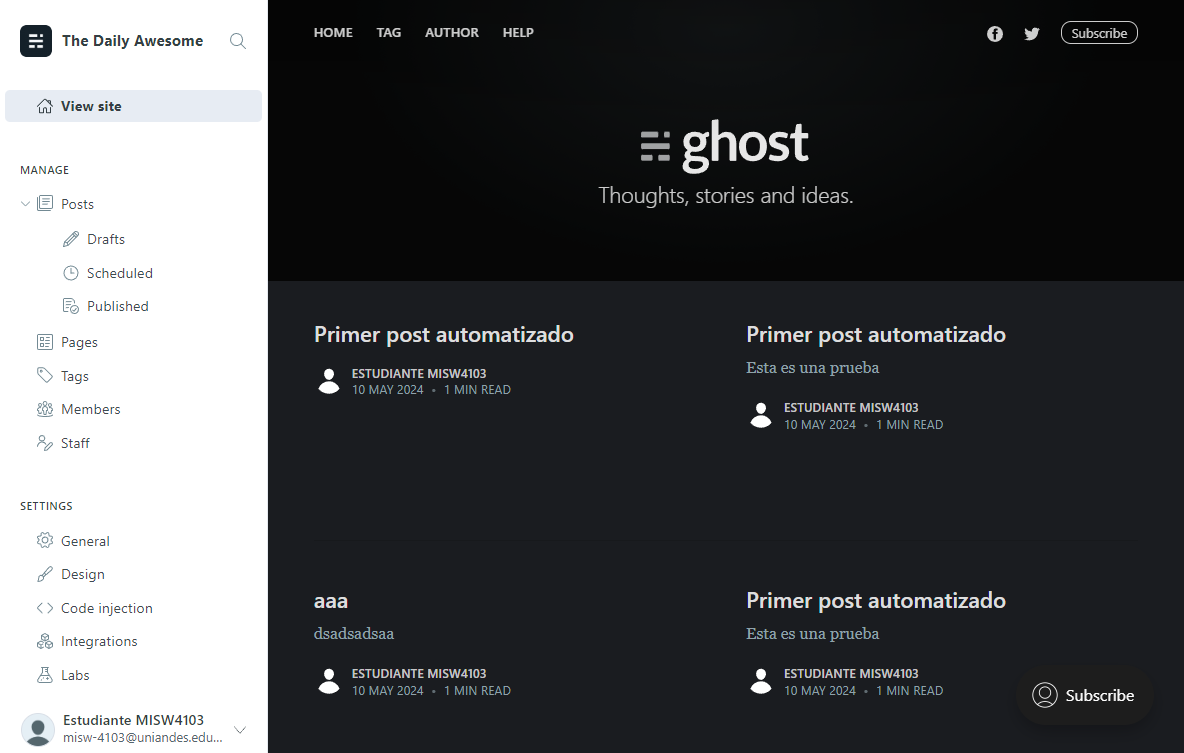 The Daily Awesome
View site
MANAGE
Posts
Drafts
Scheduled
Published
Pages
Tags
Members
Staff
SETTINGS
General
Design
Code injection
Integrations
Labs
Estudiante MISW4103
misw-4103@uniandes.edu...
HOME TAG AUTHOR HELP Subscribe
ghost
Thoughts, stories and ideas.
Primer post automatizado
ESTUDIANTE MISW4103
10 MAY 2024 • 1 MIN READ
Primer post automatizado
Esta es una prueba
ESTUDIANTE MISW4103
10 MAY 2024 • 1 MIN READ
aaa
dsadsadsaa
ESTUDIANTE MISW4103
10 MAY 2024 • 1 MIN READ
Primer post automatizado
Esta es una prueba
ESTUDIANTE MISW4103
10 MAY 2024 • 1 MIN READ
Subscribe